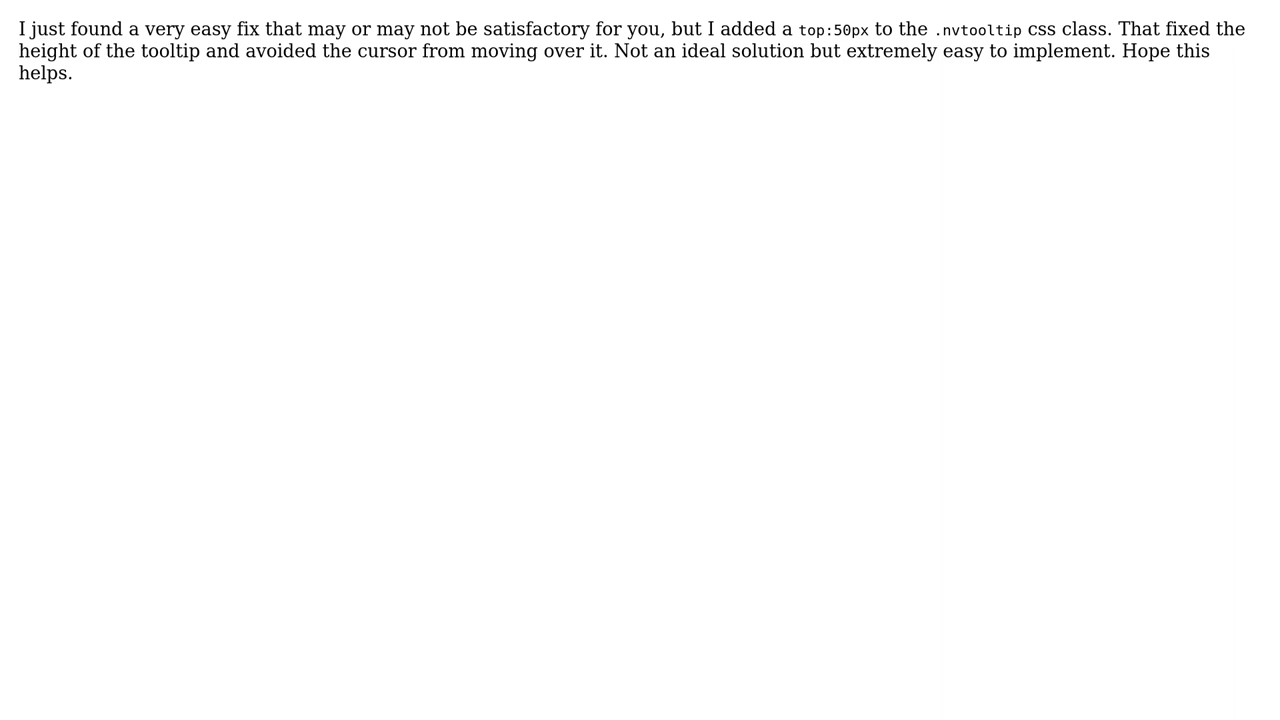 I just found a very easy fix that may or may not be satisfactory for you, but I added a top:50px to the .nvtooltip css class. That fixed the
height of the tooltip and avoided the cursor from moving over it. Not an ideal solution but extremely easy to implement. Hope this
helps.